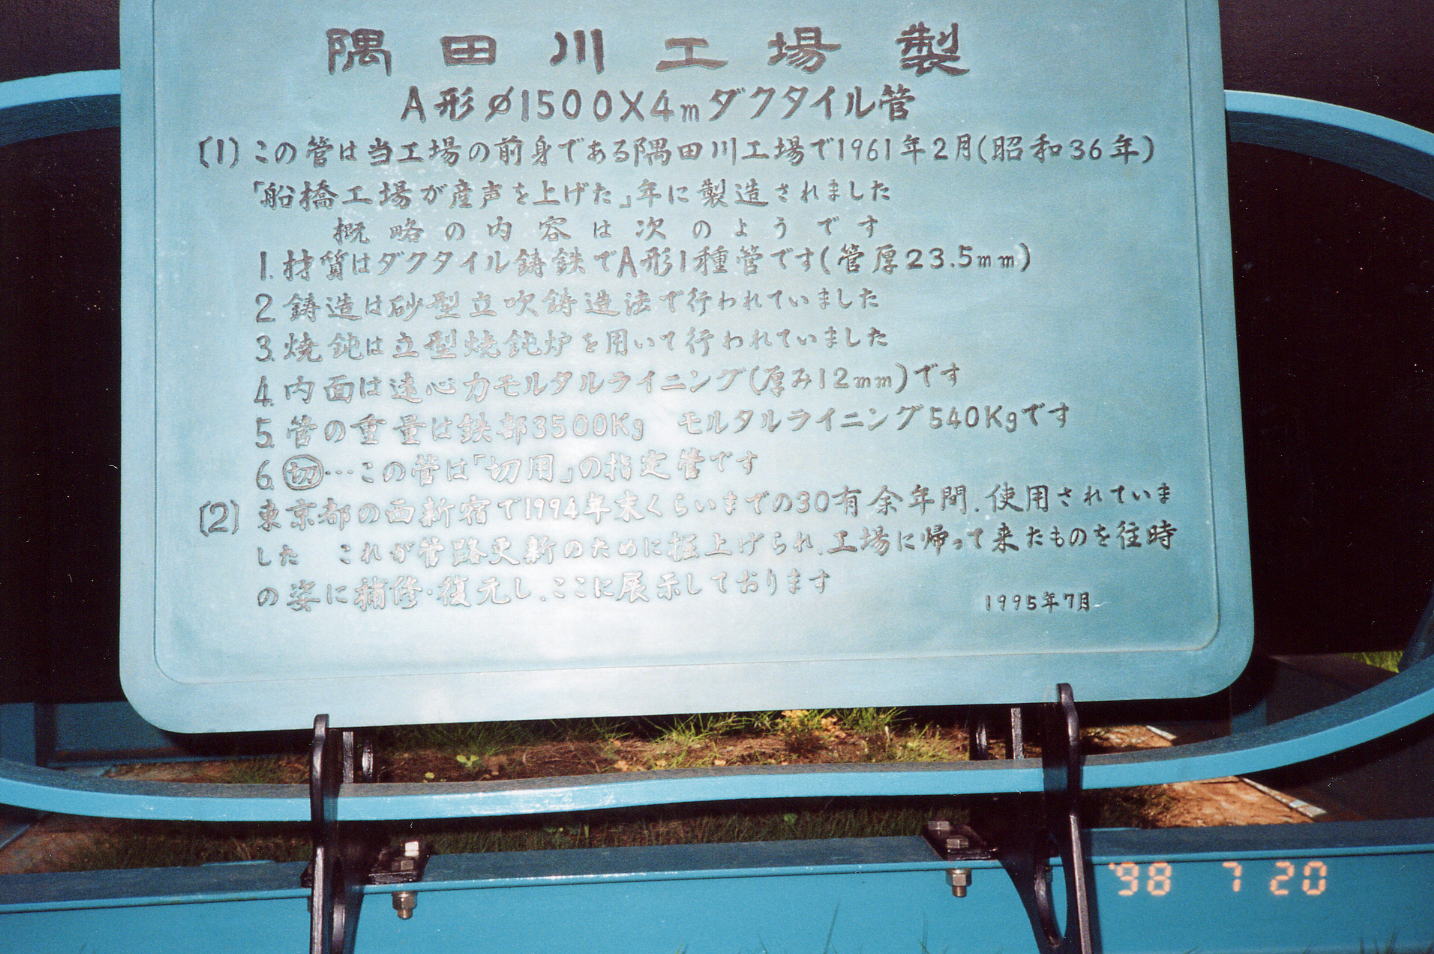 隅田川工場製
A形φ1500X4mダクタイル管
(1) この管は当工場の前身である隅田川工場で1961年2月(昭和36年)
「船橋工場が産声を上げた」年に製造されました
概略の内容は次のようです
1. 材質はダクタイル鋳鉄でA形1種管です(管厚23.5mm)
2. 鋳造は砂型立吹鋳造法で行われていました
3. 焼鈍は立型焼鈍炉を用いて行われていました
4. 内面は遠心力モルタルライニング(厚み12mm)です
5. 管の重量は鉄部3500Kg モルタルライニング540Kgです
6. ㊛切…この管は「切用」の指定管です
(2) 東京都の西新宿で1994年末くらいまでの30有余年間、使用されていま
した これが管路更新のために掘上げられ、工場に帰って来たものを往時
の姿に補修・復元し、ここに展示しております
1995年7月
'98 7 20